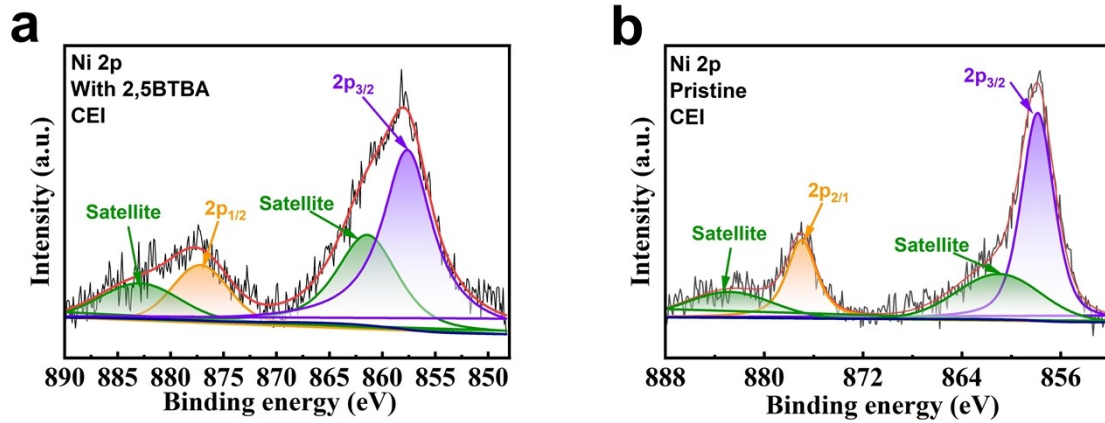 a
Ni 2p
With 2,5BTBA
CEI
2p3/2
Satellite
2p1/2
Satellite
Intensity (a.u.)
890 885 880 875 870 865 860 855 850
Binding energy (eV)
b
Ni 2p
Pristine
CEI
2p3/2
2p2/1
Satellite
Satellite
Intensity (a.u.)
888 880 872 864 856
Binding energy (eV)